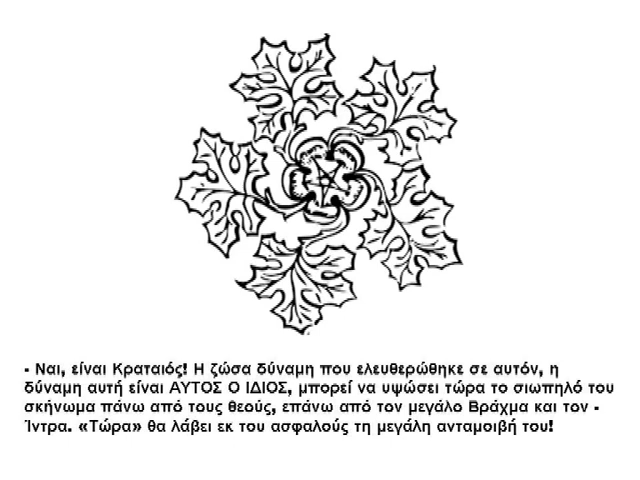 - Ναι, είναι Κραταιός! Η ζώσα δύναμη που ελευθερώθηκε σε αυτόν, η
δύναμη αυτή είναι ΑΥΤΟΣ Ο ΙΔΙΟΣ, μπορεί να υψώσει τώρα το σιωπηλό του
σκήνωμα πάνω από τους θεούς, επάνω από τον μεγάλο Βράχμα και τον -
Ίντρα. «Τώρα» θα λάβει εκ του ασφαλούς τη μεγάλη ανταμοιβή του!